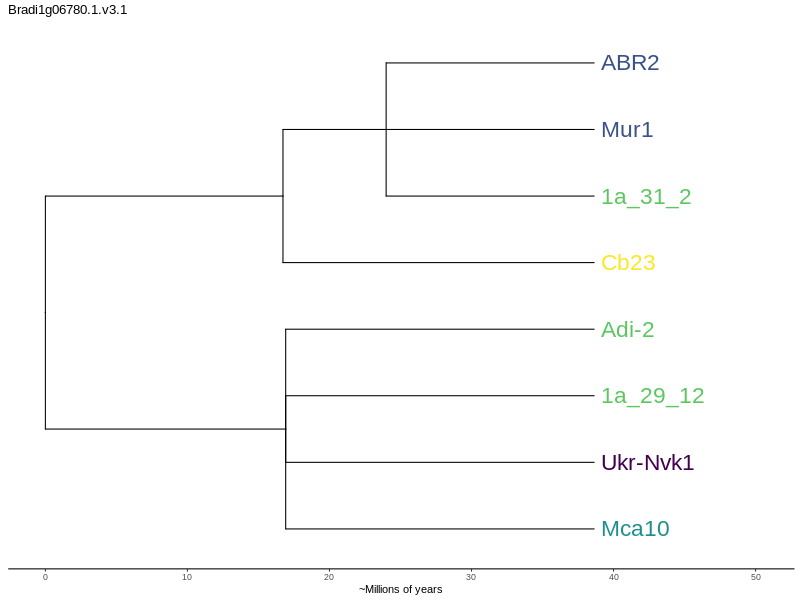 Bradi1g06780.1.v3.1
ABR2
Mur1
1a_31_2
Cb23
Adi-2
1a_29_12
Ukr-Nvk1
Mca10
0 10 20 30 40 50
~Millions of years